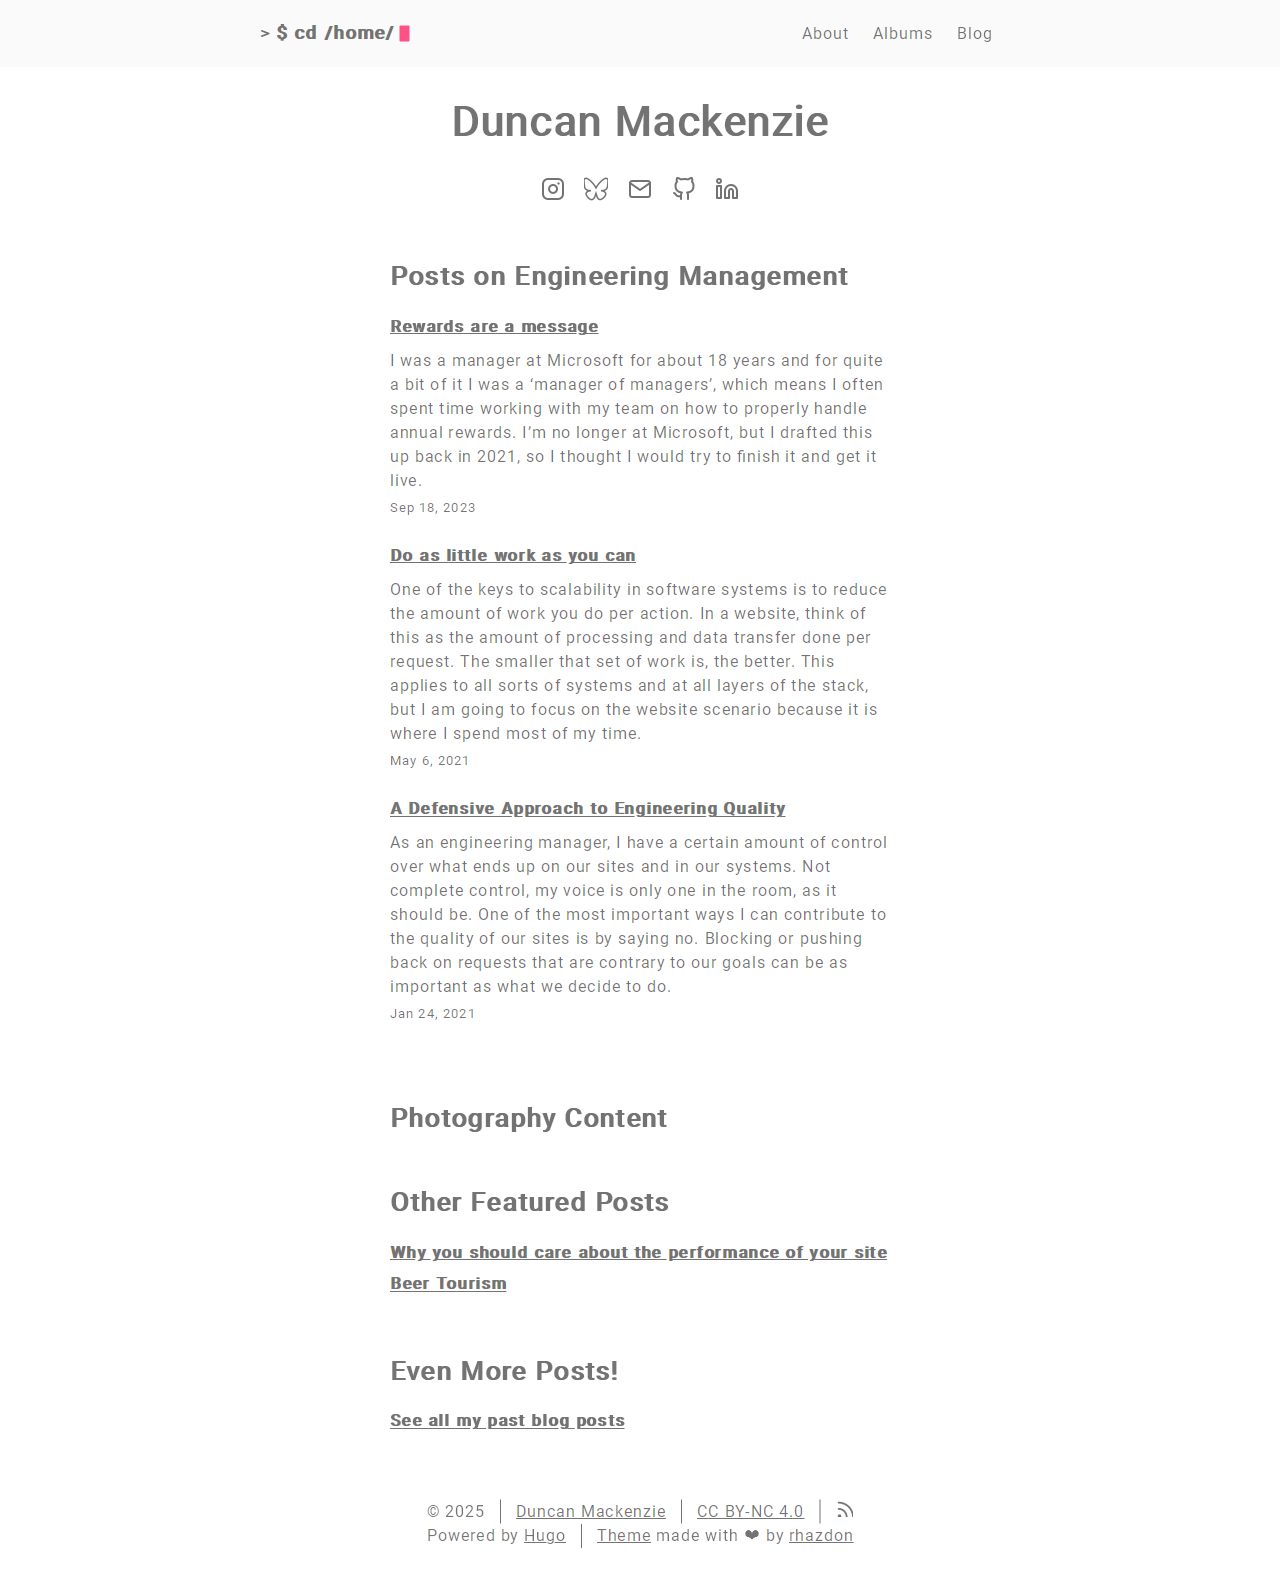 > $ cd /home/
About Albums Blog
Duncan Mackenzie
Posts on Engineering Management
Rewards are a message
I was a manager at Microsoft for about 18 years and for quite
a bit of it I was a ‘manager of managers’, which means I often
spent time working with my team on how to properly handle
annual rewards. I’m no longer at Microsoft, but I drafted this
up back in 2021, so I thought I would try to finish it and get it
live.
Sep 18, 2023
Do as little work as you can
One of the keys to scalability in software systems is to reduce
the amount of work you do per action. In a website, think of
this as the amount of processing and data transfer done per
request. The smaller that set of work is, the better. This
applies to all sorts of systems and at all layers of the stack,
but I am going to focus on the website scenario because it is
where I spend most of my time.
May 6, 2021
A Defensive Approach to Engineering Quality
As an engineering manager, I have a certain amount of control
over what ends up on our sites and in our systems. Not
complete control, my voice is only one in the room, as it
should be. One of the most important ways I can contribute to
the quality of our sites is by saying no. Blocking or pushing
back on requests that are contrary to our goals can be as
important as what we decide to do.
Jan 24, 2021
Photography Content
Other Featured Posts
Why you should care about the performance of your site
Beer Tourism
Even More Posts!
See all my past blog posts
© 2025 | Duncan Mackenzie | CC BY-NC 4.0 |
Powered by Hugo | Theme made with ❤ by rhazdon